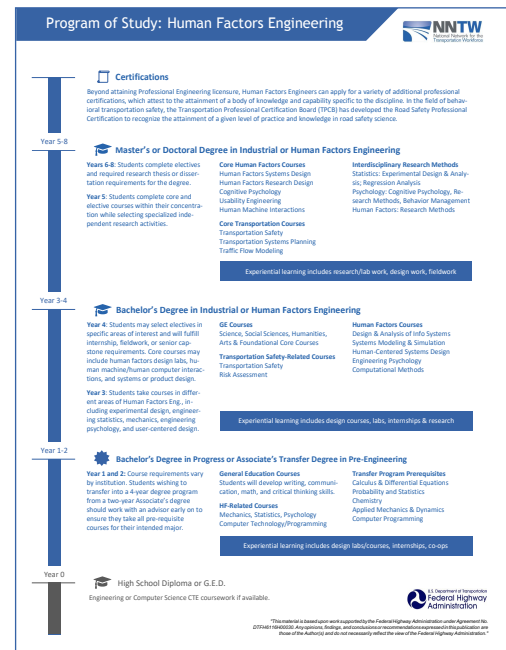 Program of Study: Human Factors Engineering
NNTW
National Network for the
Transportation Workforce
Certifications
Beyond attaining Professional Engineering licensure, Human Factors Engineers can apply for a variety of additional professional
certifications, which attest to the attainment of a body of knowledge and capability specific to the discipline. In the field of behav-
ioral transportation safety, the Transportation Professional Certification Board (TPCB) has developed the Road Safety Professional
Certification to recognize the attainment of a given level of practice and knowledge in road safety science.
Year 5-8
Master's or Doctoral Degree in Industrial or Human Factors Engineering
Years 6-8: Students complete electives
and required research thesis or disser-
tation requirements for the degree.
Year 5: Students complete core and
elective courses within their concentra-
tion while selecting specialized inde-
pendent research activities.
Core Human Factors Courses
Human Factors Systems Design
Human Factors Research Design
Cognitive Psychology
Usability Engineering
Human Machine Interactions
Core Transportation Courses
Transportation Safety
Transportation Systems Planning
Traffic Flow Modeling
Interdisciplinary Research Methods
Statistics: Experimental Design & Analy-
sis; Regression Analysis
Psychology: Cognitive Psychology, Re-
search Methods, Behavior Management
Human Factors: Research Methods
Experiential learning includes research/lab work, design work, fieldwork
Year 3-4
Bachelor's Degree in Industrial or Human Factors Engineering
Year 4: Students may select electives in
specific areas of interest and will fulfill
internship, fieldwork, or senior cap-
stone requirements. Core courses may
include human factors design labs, hu-
man machine/human computer interac-
tions, and systems or product design.
Year 3: Students take courses in differ-
ent areas of Human Factors Eng., in-
cluding experimental design, engineer-
ing statistics, mechanics, engineering
psychology, and user-centered design.
GE Courses
Science, Social Sciences, Humanities,
Arts & Foundational Core Courses
Transportation Safety-Related Courses
Transportation Safety
Risk Assessment
Human Factors Courses
Design & Analysis of Info Systems
Systems Modeling & Simulation
Human-Centered Systems Design
Engineering Psychology
Computational Methods
Experiential learning includes design courses, labs, internships & research
Year 1-2
Bachelor's Degree in Progress or Associate's Transfer Degree in Pre-Engineering
Year 1 and 2: Course requirements vary
by institution. Students wishing to
transfer into a 4-year degree program
from a two-year Associate's degree
should work with an advisor early on to
ensure they take all pre-requisite
courses for their intended major.
General Education Courses
Students will develop writing, communi-
cation, math, and critical thinking skills.
HF-Related Courses
Mechanics, Statistics, Psychology
Computer Technology/Programming
Transfer Program Prerequisites
Calculus & Differential Equations
Probability and Statistics
Chemistry
Applied Mechanics & Dynamics
Computer Programming
Experiential learning includes design labs/courses, internships, co-ops
Year 0
High School Diploma or G.E.D.
Engineering or Computer Science CTE coursework if available.
U.S. Department of Transportation
Federal Highway
Administration
"This material is based upon work supported by the Federal Highway Administration under Agreement No.
DTFH6116H00030. Any opinions, findings, and conclusions or recommendations expressed in this publication are
those of the Author(s) and do not necessarily reflect the view of the Federal Highway Administration."